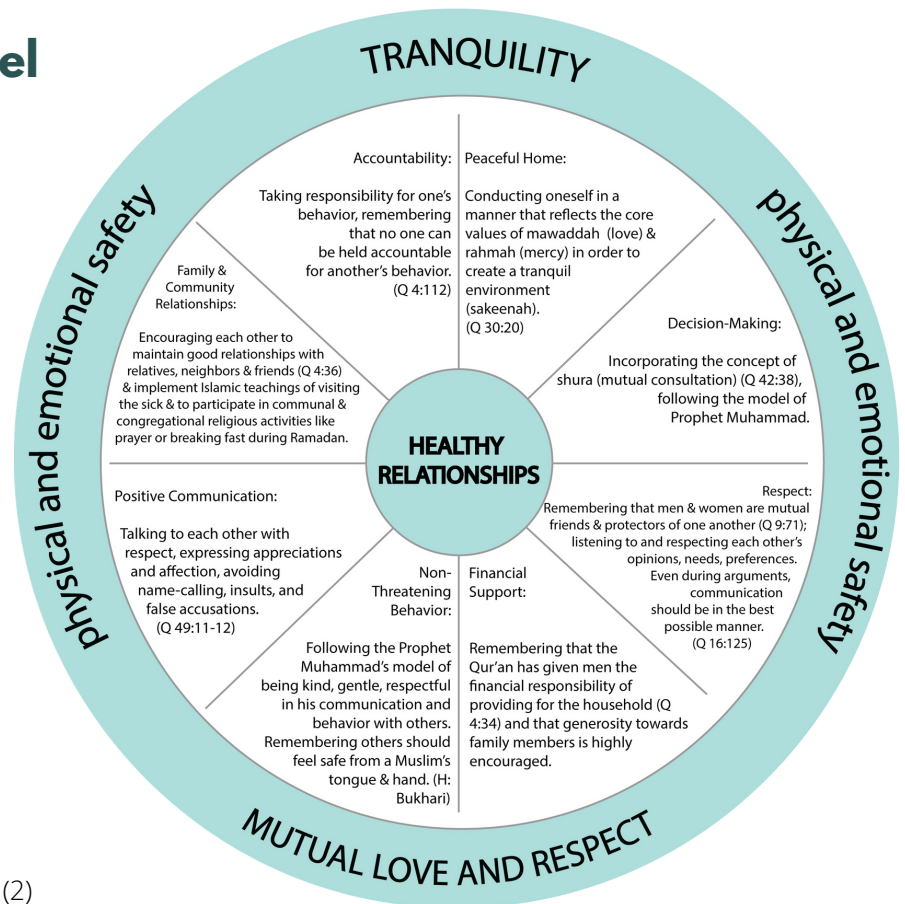 el
TRANQUILITY
physical and emotional safety
physical and emotional safety
MUTUAL LOVE AND RESPECT
HEALTHY
RELATIONSHIPS
Accountability:
Taking responsibility for one’s
behavior, remembering
that no one can
be held accountable
for another’s behavior.
(Q 4:112)
Peaceful Home:
Conducting oneself in a
manner that reflects the core
values of mawaddah (love) &
rahmah (mercy) in order to
create a tranquil
environment
(sakeenah).
(Q 30:20)
Decision-Making:
Incorporating the concept of
shura (mutual consultation) (Q 42:38),
following the model of
Prophet Muhammad.
Respect:
Remembering that men & women are mutual
friends & protectors of one another (Q 9:71);
listening to and respecting each other’s
opinions, needs, preferences.
Even during arguments,
communication
should be in the best
possible manner.
(Q 16:125)
Financial
Support:
Remembering that the
Qur’an has given men the
financial responsibility of
providing for the household (Q
4:34) and that generosity towards
family members is highly
encouraged.
Non-
Threatening
Behavior:
Following the Prophet
Muhammad’s model of
being kind, gentle, respectful
in his communication and
behavior with others.
Remembering others should
feel safe from a Muslim’s
tongue & hand. (H:
Bukhari)
Positive Communication:
Talking to each other with
respect, expressing appreciations
and affection, avoiding
name-calling, insults, and
false accusations.
(Q 49:11-12)
Family &
Community
Relationships:
Encouraging each other to
maintain good relationships with
relatives, neighbors & friends (Q 4:36)
& implement Islamic teachings of visiting
the sick & to participate in communal &
congregational religious activities like
prayer or breaking fast during Ramadan.
(2)